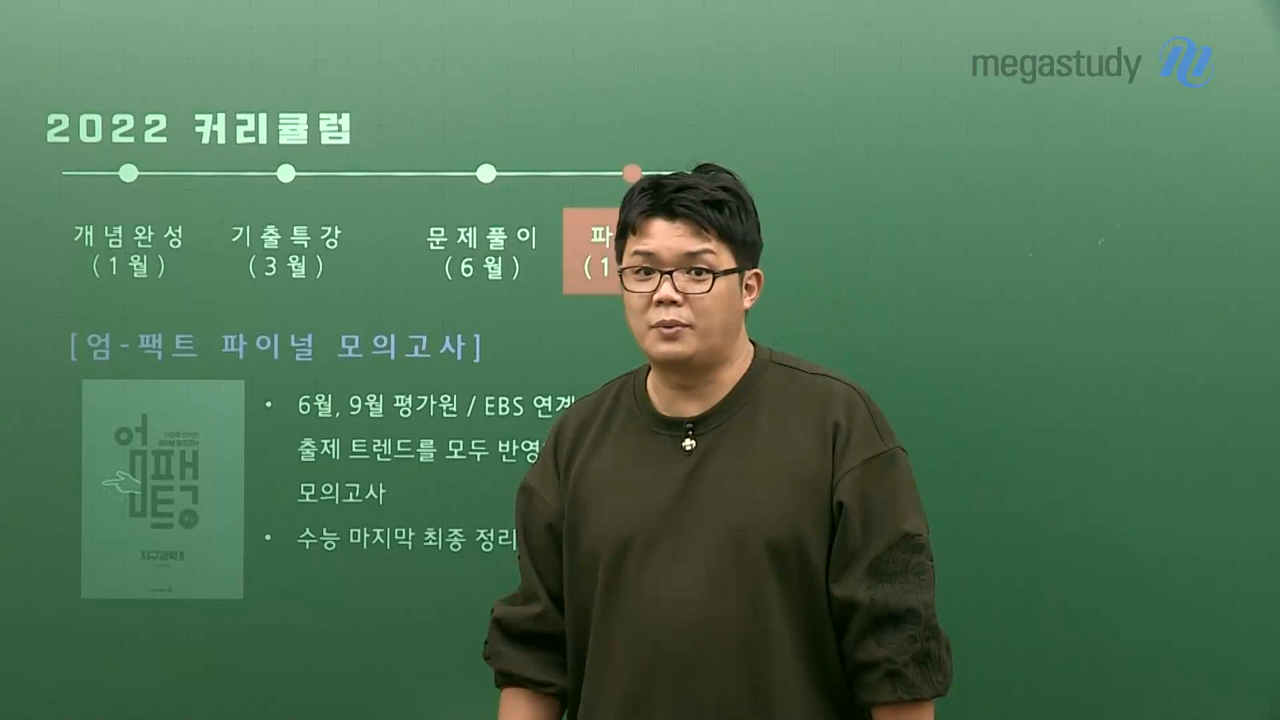 megastudy
2022 커리큘럼
개념완성
(1월)
기출특강
(3월)
문제풀이
(6월)
파
(1
[엄-팩트 파이널 모의고사]
• 6월, 9월 평가원 / EBS 연계
출제 트렌드를 모두 반영
모의고사
• 수능 마지막 최종 정리
엄
팩
트
지구과학 II